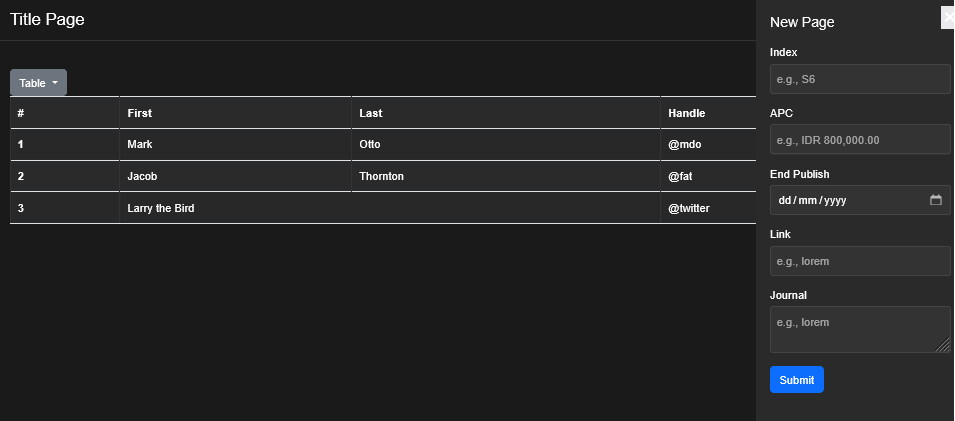 Title Page
Table
# First Last Handle
1 Mark Otto @mdo
2 Jacob Thornton @fat
3 Larry the Bird @twitter
New Page
Index
e.g., S6
APC
e.g., IDR 800,000.00
End Publish
dd/mm/yyyy
Link
e.g., lorem
Journal
e.g., lorem
Submit